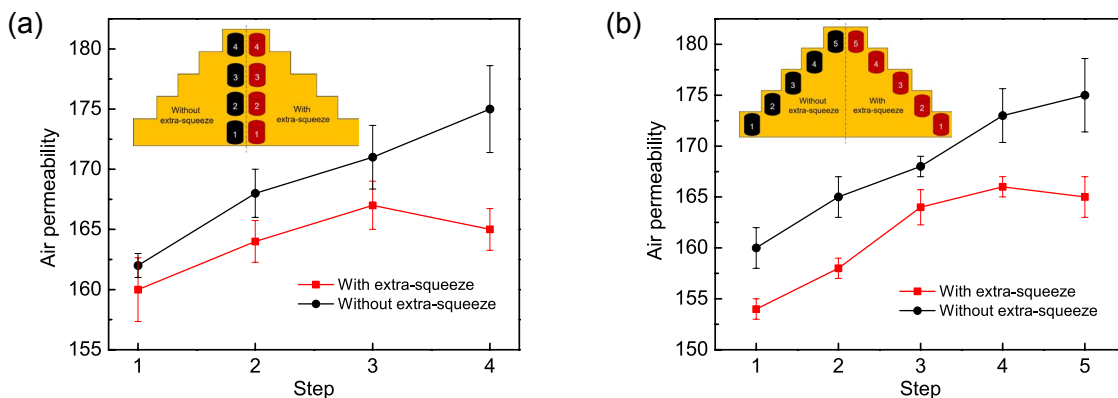 (a)
Air permeability
180
175
170
165
160
155
4 4
3 3
2 2
1 1
Without
extra-squeeze
With
extra-squeeze
With extra-squeeze
Without extra-squeeze
1 2 3 4
Step
(b)
Air permeability
180
175
170
165
160
155
150
5 5
4 4
3 3
2 2
1 1
Without
extra-squeeze
With
extra-squeeze
With extra-squeeze
Without extra-squeeze
1 2 3 4 5
Step